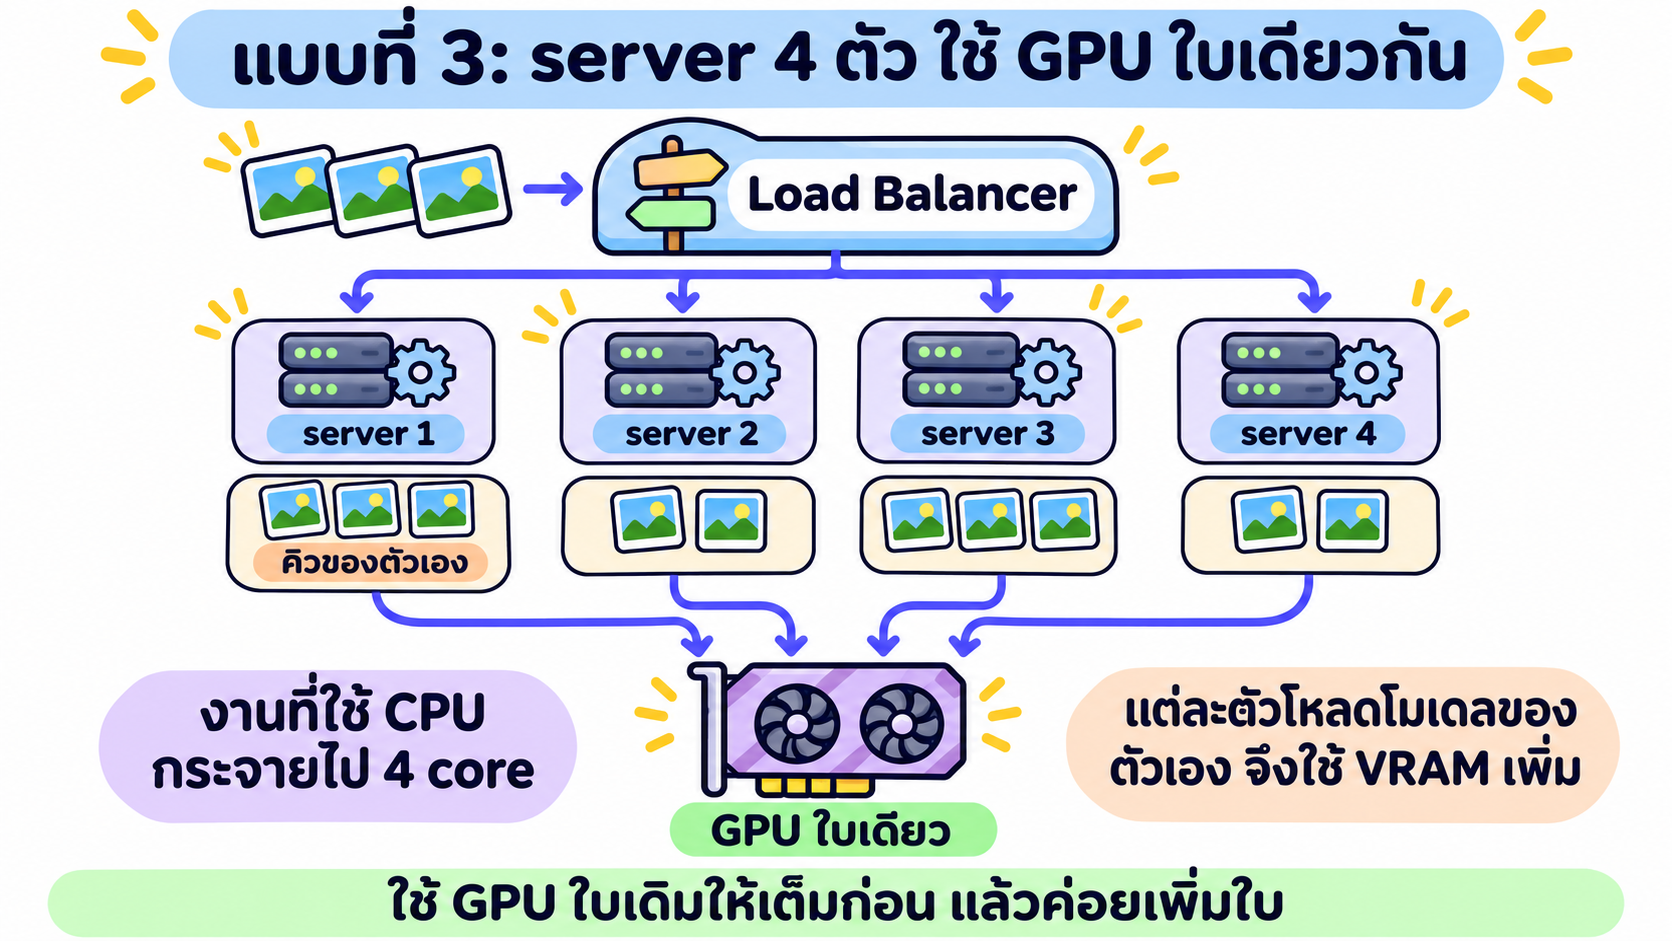 แบบที่ 3: server 4 ตัว ใช้ GPU ใบเดียวกัน
Load Balancer
server 1
server 2
server 3
server 4
คิวของตัวเอง
งานที่ใช้ CPU
กระจายไป 4 core
แต่ละตัวโหลดโมเดลของ
ตัวเอง จึงใช้ VRAM เพิ่ม
GPU ใบเดียว
ใช้ GPU ใบเดิมให้เต็มก่อน แล้วค่อยเพิ่มใบ